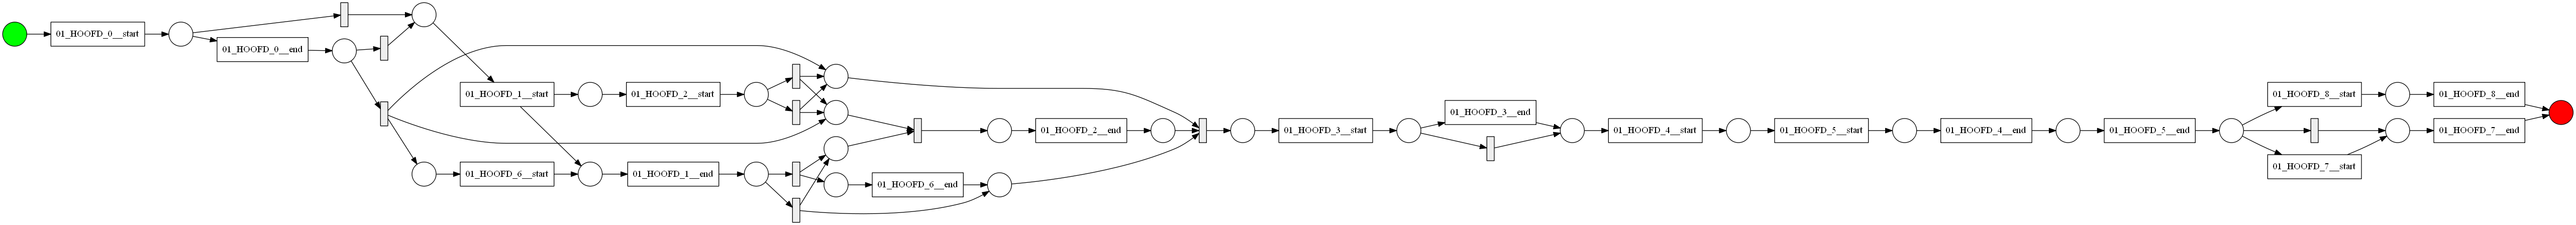 01_HOOFD_0__start
01_HOOFD_0__end
01_HOOFD_1__start
01_HOOFD_2__start
01_HOOFD_6__start
01_HOOFD_1__end
01_HOOFD_6__end
01_HOOFD_2__end
01_HOOFD_3__start
01_HOOFD_3__end
01_HOOFD_4__start
01_HOOFD_5__start
01_HOOFD_4__end
01_HOOFD_5__end
01_HOOFD_8__start
01_HOOFD_8__end
01_HOOFD_7__end
01_HOOFD_7__start